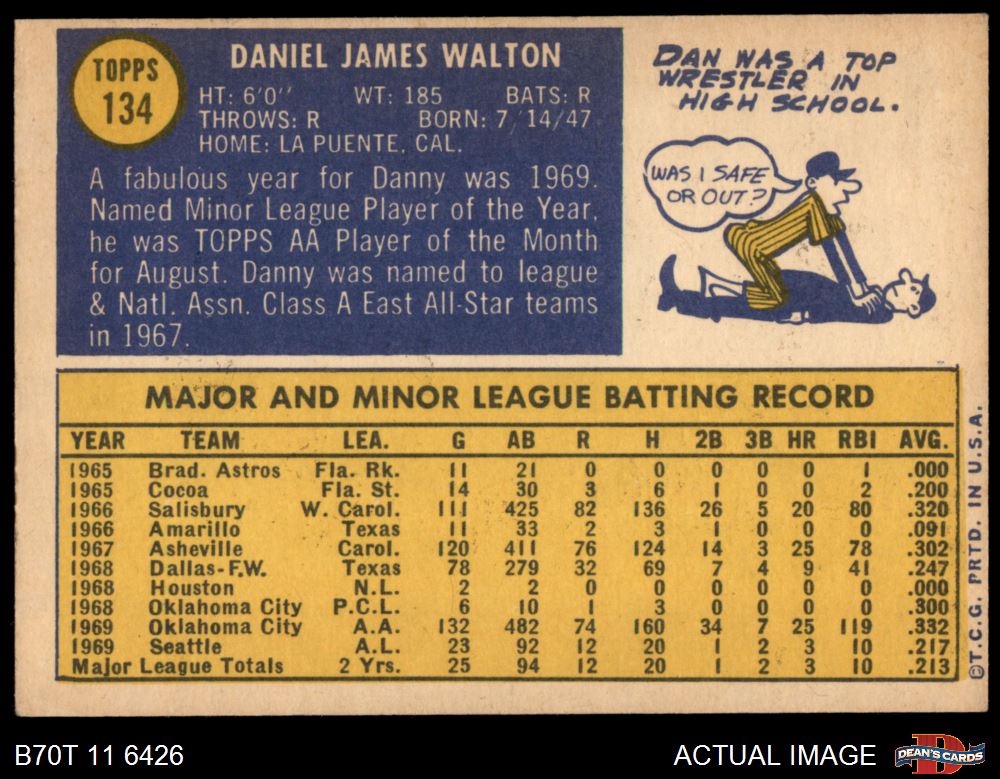 TOPPS
134
DANIEL JAMES WALTON
HT: 6'0" WT: 185 BATS: R
THROWS: R BORN: 7/14/47
HOME: LA PUENTE, CAL.
A fabulous year for Danny was 1969.
Named Minor League Player of the Year,
he was TOPPS AA Player of the Month
for August. Danny was named to league
& Natl. Assn. Class A East All-Star teams
in 1967.
DAN WAS A TOP
WRESTLER IN
HIGH SCHOOL.
WAS I SAFE
OR OUT?
MAJOR AND MINOR LEAGUE BATTING RECORD
YEAR TEAM LEA. G AB R H 2B 3B HR RBI AVG.
1965 Brad. Astros Fla. Rk. 11 21 0 0 0 0 0 1 .000
1965 Cocoa Fla. St. 14 30 3 6 1 0 0 2 .200
1966 Salisbury W. Carol. 111 425 82 136 26 5 20 80 .320
1966 Amarillo Texas 11 33 2 3 1 0 0 0 .091
1967 Asheville Carol. 120 411 76 124 14 3 25 78 .302
1968 Dallas-F.W. Texas 78 279 32 69 7 4 9 41 .247
1968 Houston N.L. 2 2 0 0 0 0 0 0 .000
1968 Oklahoma City P.C.L. 6 10 1 3 0 0 0 0 .300
1969 Oklahoma City A.A. 132 482 74 160 34 7 25 119 .332
1969 Seattle A.L. 23 92 12 20 1 2 3 10 .217
Major League Totals 2 Yrs. 25 94 12 20 1 2 3 10 .213
©T.C.G. PRTD. IN U.S.A.
B70T 11 6426
ACTUAL IMAGE
DEAN'S CARDS